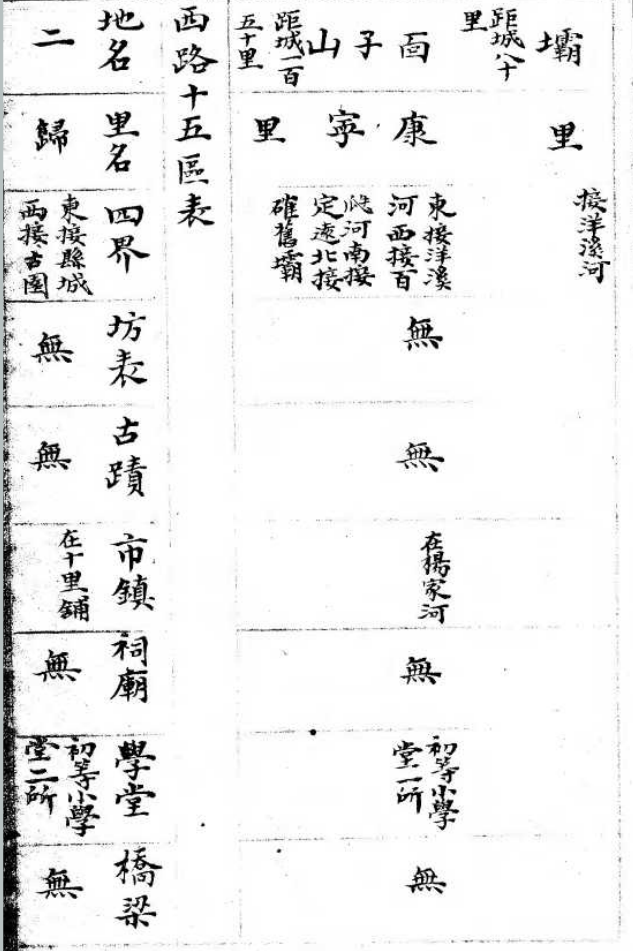 壩
距城八十
里
里
接洋溪河
面子山
距城一百
五十里
康寧里
東接洋溪
河西接百
河南接
定遠北接
碓舊壩
無
無
在楊家河
無
初等小學
堂一所
無
西路十五區表
地名
里名
四界
坊表
古蹟
市鎮
祠廟
學堂
橋梁
二
歸
東接縣城
西接古
無
無
在十里鋪
無
初等小學
堂二所
無